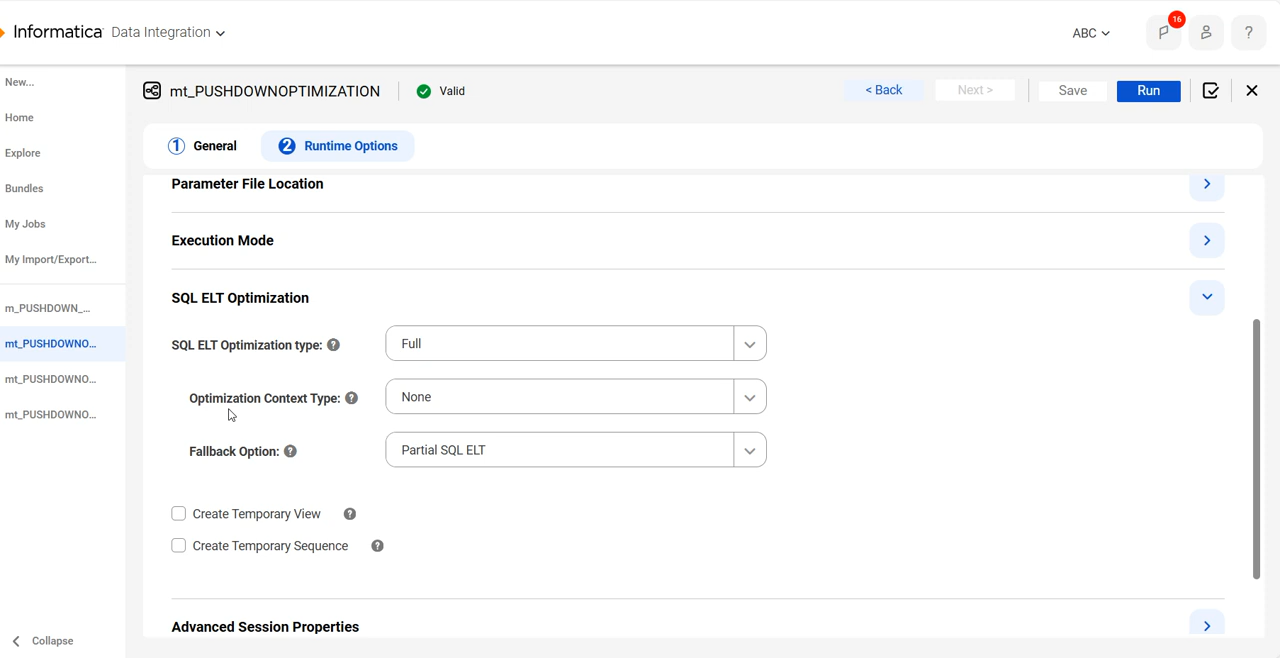 Informatica Data Integration
ABC
16
?
New...
Home
Explore
Bundles
My Jobs
My Import/Export...
m_PUSHDOWN_...
mt_PUSHDOWNO...
mt_PUSHDOWNO...
mt_PUSHDOWNO...
Collapse
mt_PUSHDOWNOPTIMIZATION
Valid
< Back
Next >
Save
Run
1 General
2 Runtime Options
Parameter File Location
Execution Mode
SQL ELT Optimization
SQL ELT Optimization type: ? Full
Optimization Context Type: ? None
Fallback Option: ? Partial SQL ELT
Create Temporary View ?
Create Temporary Sequence ?
Advanced Session Properties